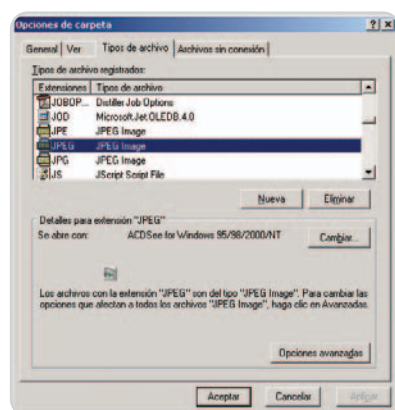 Opciones de carpeta
General Ver Tipos de archivo Archivos sin conexión
Tipos de archivo registrados:
Extensiones Tipos de archivo
JOBOP... Distiller Job Options
JOD Microsoft.Jet.OLEDB.4.0
JPE JPEG Image
JPEG JPEG Image
JPG JPEG Image
JS JScript Script File
Nueva Eliminar
Detalles para extensión "JPEG"
Se abre con: ACDSee for Windows 95/98/2000/NT Cambiar...
Los archivos con la extensión "JPEG" son del tipo "JPEG Image". Para cambiar las
opciones que afectan a todos los archivos "JPEG Image", haga clic en Avanzadas.
Opciones avanzadas
Aceptar Cancelar Aplicar